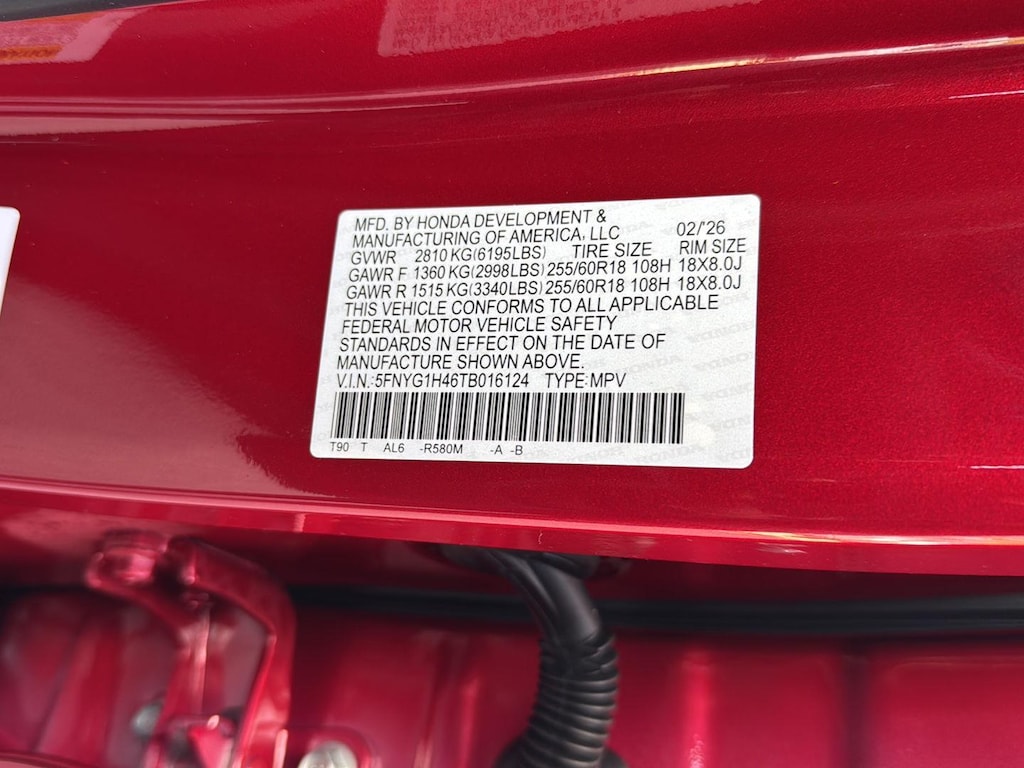 MFD. BY HONDA DEVELOPMENT &
MANUFACTURING OF AMERICA, LLC 02/'26
GVWR 2810 KG(6195LBS) TIRE SIZE RIM SIZE
GAWR F 1360 KG(2998LBS) 255/60R18 108H 18X8.0J
GAWR R 1515 KG(3340LBS) 255/60R18 108H 18X8.0J
THIS VEHICLE CONFORMS TO ALL APPLICABLE
FEDERAL MOTOR VEHICLE SAFETY
STANDARDS IN EFFECT ON THE DATE OF
MANUFACTURE SHOWN ABOVE.
V.I.N.:5FNYG1H46TB016124 TYPE:MPV
T90 T AL6 -R580M -A -B